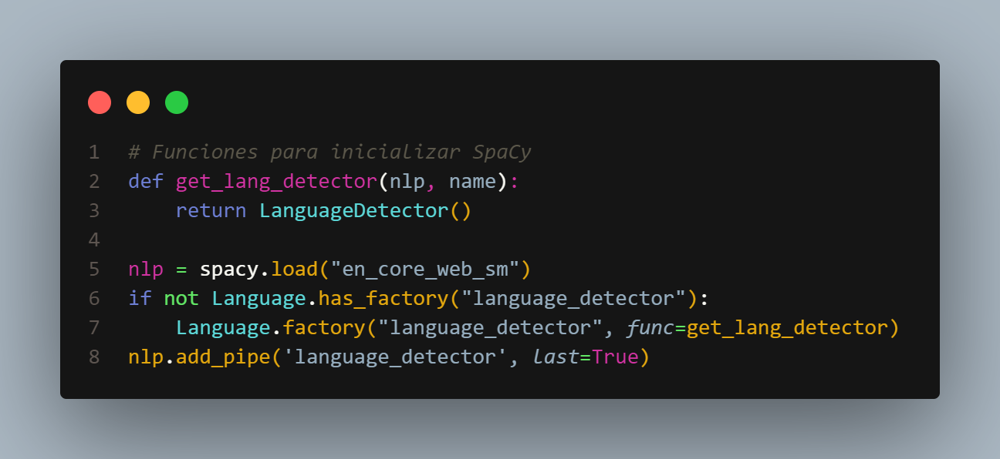 1 # Funciones para inicializar SpaCy
2 def get_lang_detector(nlp, name):
3     return LanguageDetector()
4
5 nlp = spacy.load("en_core_web_sm")
6 if not Language.has_factory("language_detector"):
7     Language.factory("language_detector", func=get_lang_detector)
8 nlp.add_pipe('language_detector', last=True)